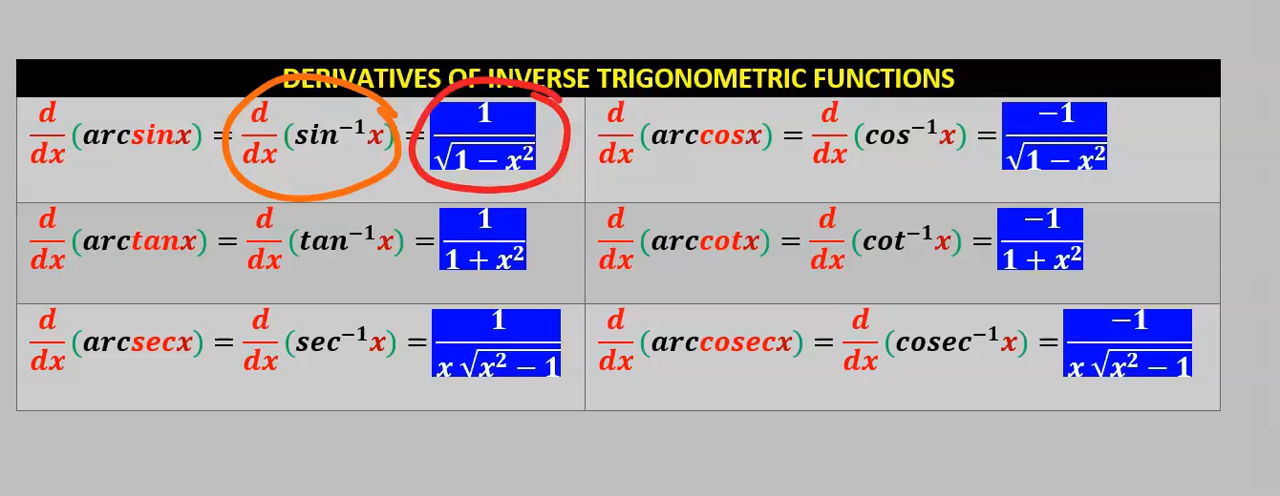 DERIVATIVES OF INVERSE TRIGONOMETRIC FUNCTIONS
d/dx (arcsinx) = d/dx (sin⁻¹x) = 1/√(1 − x²)
d/dx (arccosx) = d/dx (cos⁻¹x) = −1/√(1 − x²)
d/dx (arctanx) = d/dx (tan⁻¹x) = 1/(1 + x²)
d/dx (arccotx) = d/dx (cot⁻¹x) = −1/(1 + x²)
d/dx (arcsecx) = d/dx (sec⁻¹x) = 1/(x √(x² − 1))
d/dx (arccosecx) = d/dx (cosec⁻¹x) = −1/(x √(x² − 1))